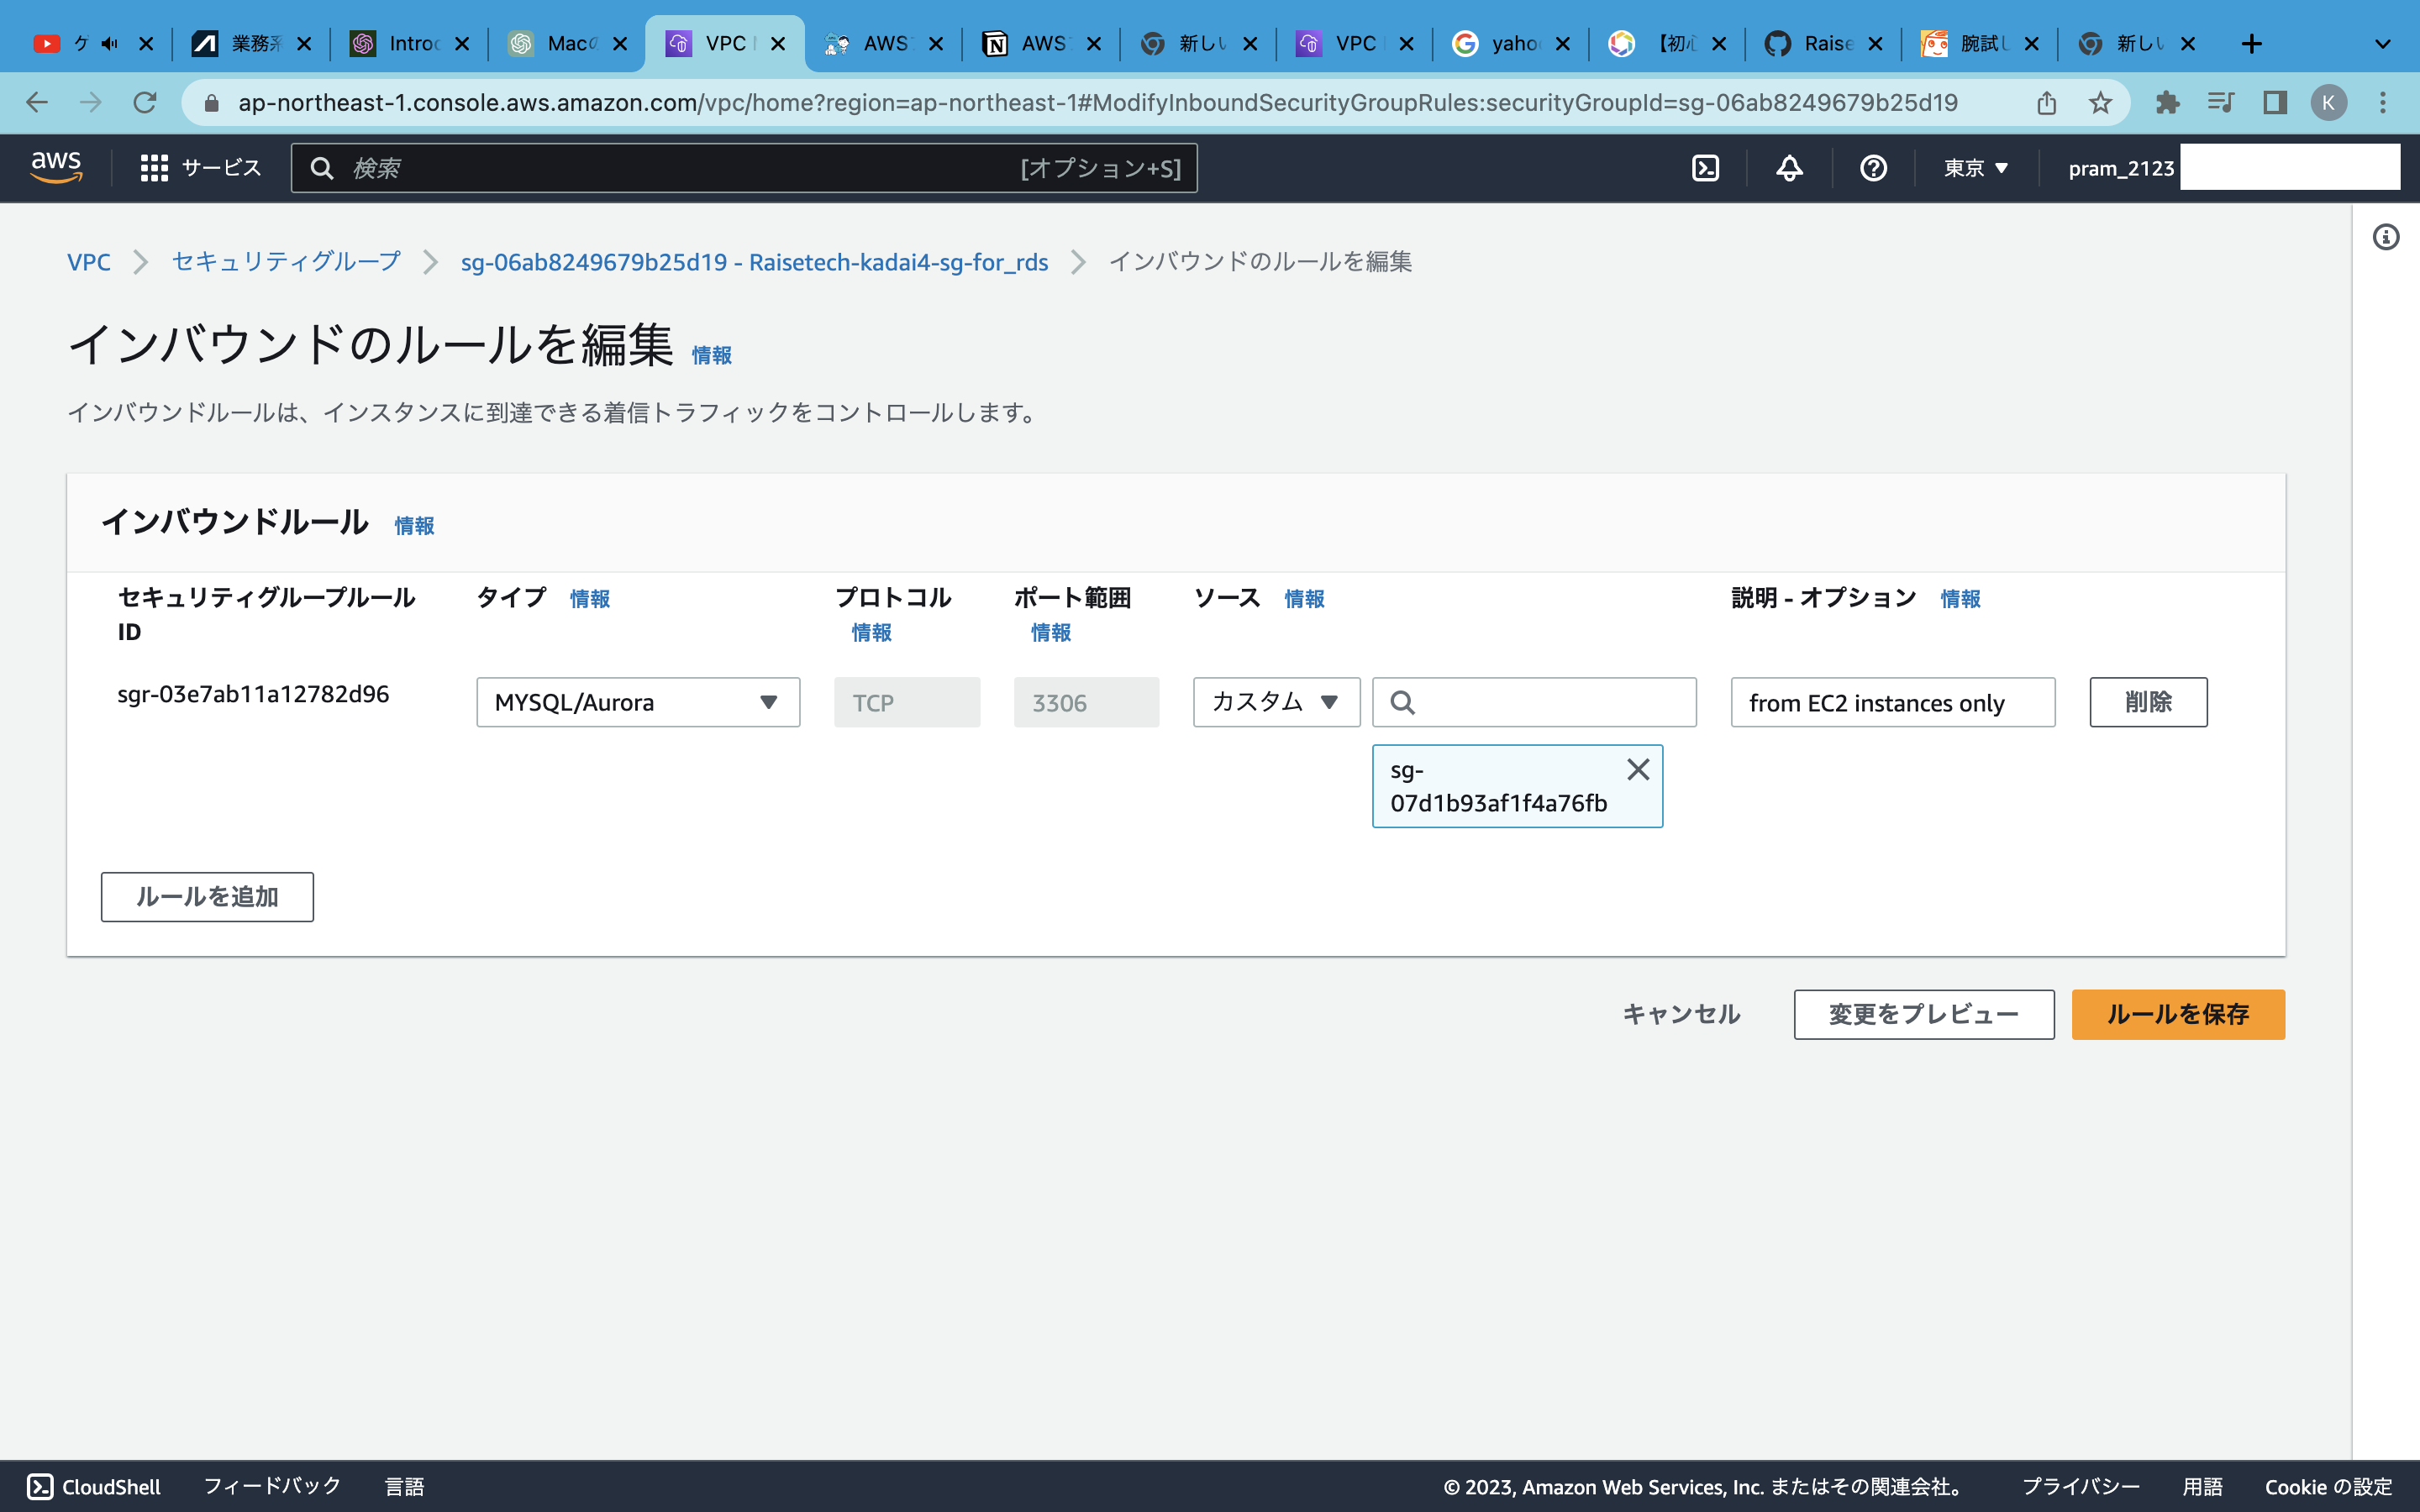 ゲ
業務系
Introc
Macの
VPC
AWS
AWS
新しい
VPC
yaho
【初心
Raise
腕試し
新しい
ap-northeast-1.console.aws.amazon.com/vpc/home?region=ap-northeast-1#ModifyInboundSecurityGroupRules:securityGroupId=sg-06ab8249679b25d19
K
aws
サービス
検索
[オプション+S]
東京
pram_2123
VPC
セキュリティグループ
sg-06ab8249679b25d19 - Raisetech-kadai4-sg-for_rds
インバウンドのルールを編集
インバウンドのルールを編集 情報
インバウンドルールは、インスタンスに到達できる着信トラフィックをコントロールします。
インバウンドルール 情報
セキュリティグループルール
ID
タイプ 情報
プロトコル
情報
ポート範囲
情報
ソース 情報
説明 - オプション 情報
sgr-03e7ab11a12782d96
MYSQL/Aurora
TCP
3306
カスタム
from EC2 instances only
削除
sg-
07d1b93af1f4a76fb
ルールを追加
キャンセル
変更をプレビュー
ルールを保存
CloudShell
フィードバック
言語
© 2023, Amazon Web Services, Inc. またはその関連会社。
プライバシー
用語
Cookie の設定